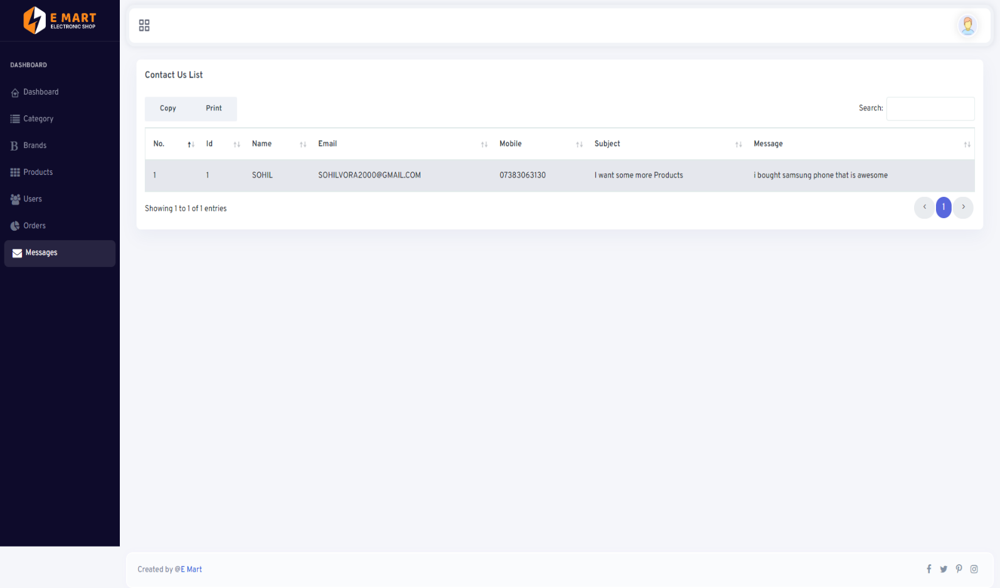 E MART
ELECTRONIC SHOP
DASHBOARD
Dashboard
Category
Brands
Products
Users
Orders
Messages
Contact Us List
Copy Print
Search:
No. Id Name Email Mobile Subject Message
1 1 SOHIL SOHILVORA2000@GMAIL.COM 07383063130 I want some more Products i bought samsung phone that is awesome
Showing 1 to 1 of 1 entries
1
Created by @E Mart